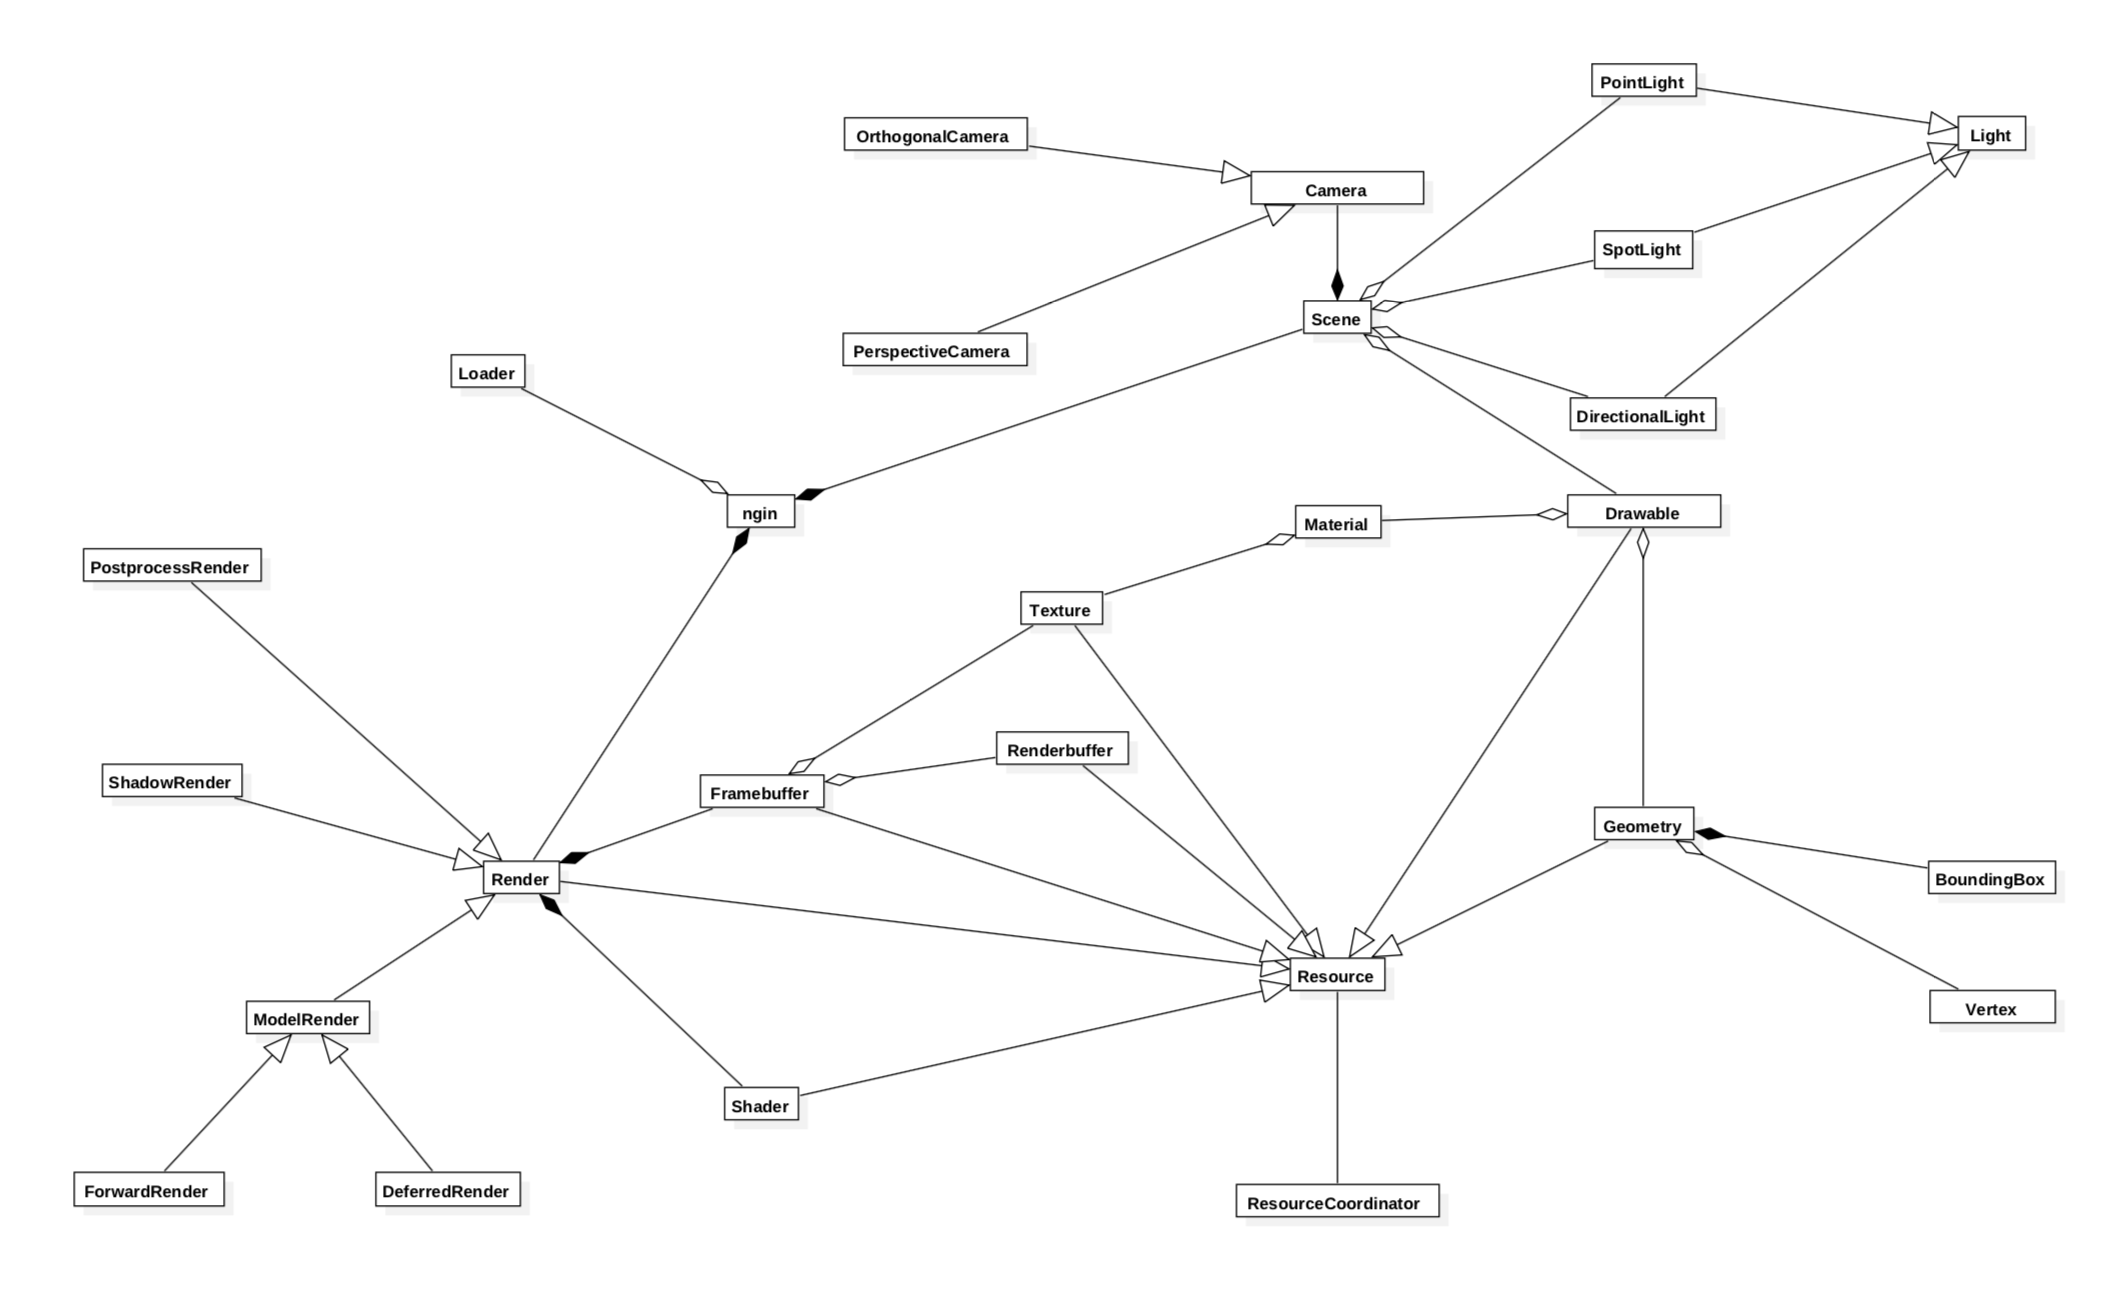 PointLight
OrthogonalCamera
Light
Camera
SpotLight
Scene
PerspectiveCamera
Loader
DirectionalLight
ngin
Drawable
Material
PostprocessRender
Texture
Renderbuffer
ShadowRender
Framebuffer
Geometry
Render
BoundingBox
Resource
Vertex
ModelRender
Shader
ForwardRender
DeferredRender
ResourceCoordinator